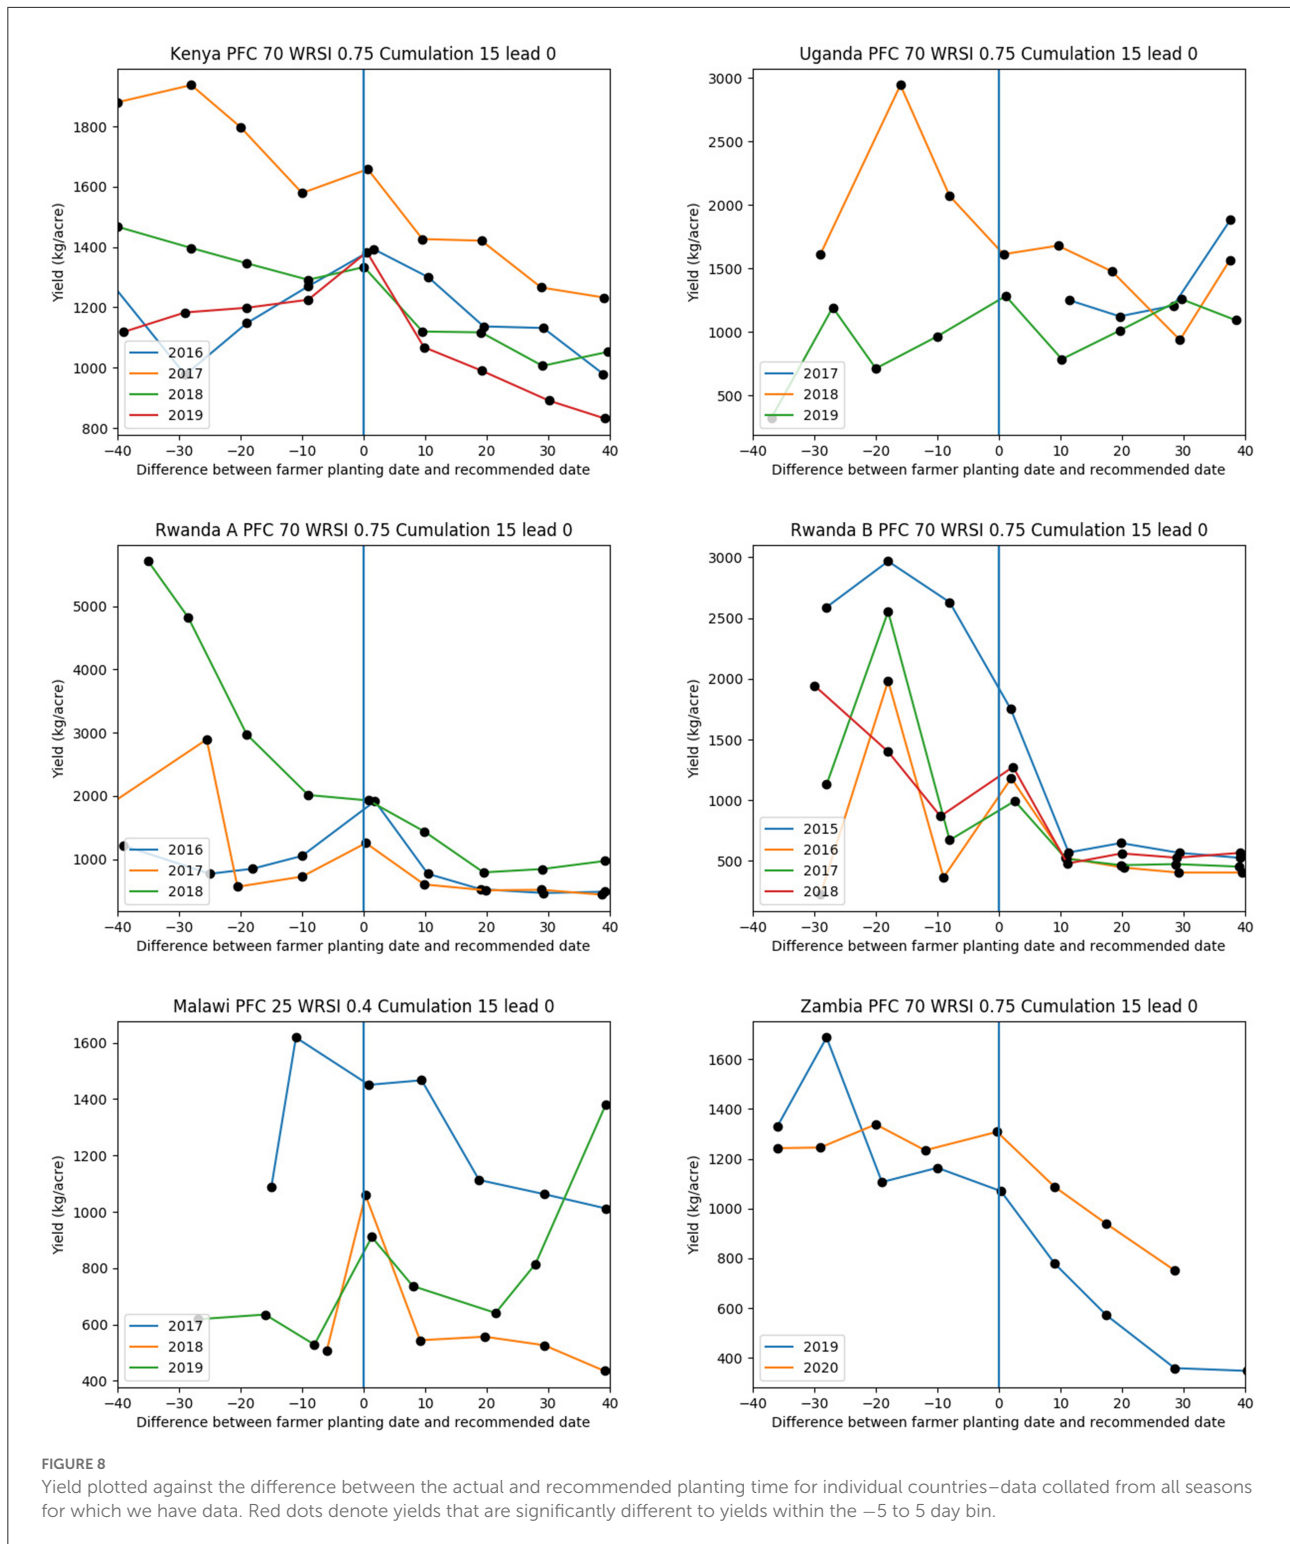 Kenya PFC 70 WRSI 0.75 Cumulation 15 lead 0
Yield (kg/acre)
1800
1600
1400
1200
1000
800
2016
2017
2018
2019
−40 −30 −20 −10 0 10 20 30 40
Difference between farmer planting date and recommended date
Uganda PFC 70 WRSI 0.75 Cumulation 15 lead 0
Yield (kg/acre)
3000
2500
2000
1500
1000
500
2017
2018
2019
−40 −30 −20 −10 0 10 20 30 40
Difference between farmer planting date and recommended date
Rwanda A PFC 70 WRSI 0.75 Cumulation 15 lead 0
Yield (kg/acre)
5000
4000
3000
2000
1000
2016
2017
2018
−40 −30 −20 −10 0 10 20 30 40
Difference between farmer planting date and recommended date
Rwanda B PFC 70 WRSI 0.75 Cumulation 15 lead 0
Yield (kg/acre)
3000
2500
2000
1500
1000
500
2015
2016
2017
2018
−40 −30 −20 −10 0 10 20 30 40
Difference between farmer planting date and recommended date
Malawi PFC 25 WRSI 0.4 Cumulation 15 lead 0
Yield (kg/acre)
1600
1400
1200
1000
800
600
400
2017
2018
2019
−40 −30 −20 −10 0 10 20 30 40
Difference between farmer planting date and recommended date
Zambia PFC 70 WRSI 0.75 Cumulation 15 lead 0
Yield (kg/acre)
1600
1400
1200
1000
800
600
400
2019
2020
−40 −30 −20 −10 0 10 20 30 40
Difference between farmer planting date and recommended date
FIGURE 8
Yield plotted against the difference between the actual and recommended planting time for individual countries–data collated from all seasons
for which we have data. Red dots denote yields that are significantly different to yields within the −5 to 5 day bin.